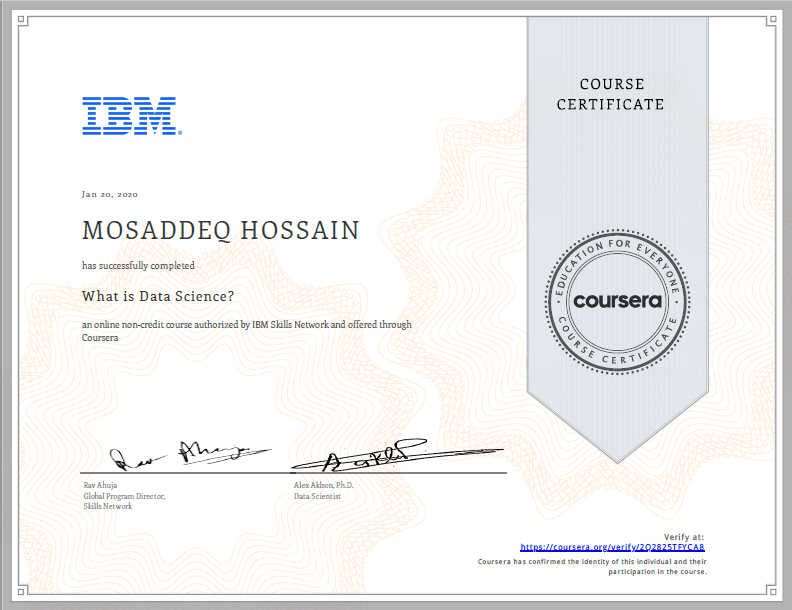 IBM
COURSE
CERTIFICATE
Jan 20, 2020
MOSADDEQ HOSSAIN
has successfully completed
What is Data Science?
an online non-credit course authorized by IBM Skills Network and offered through
Coursera
EDUCATION FOR EVERYONE
coursera
COURSE CERTIFICATE
Rav Ahuja
Global Program Director,
Skills Network
Alex Aklson, Ph.D.
Data Scientist
Verify at:
https://coursera.org/verify/2Q2825TFYCA8
Coursera has confirmed the identity of this individual and their
participation in the course.